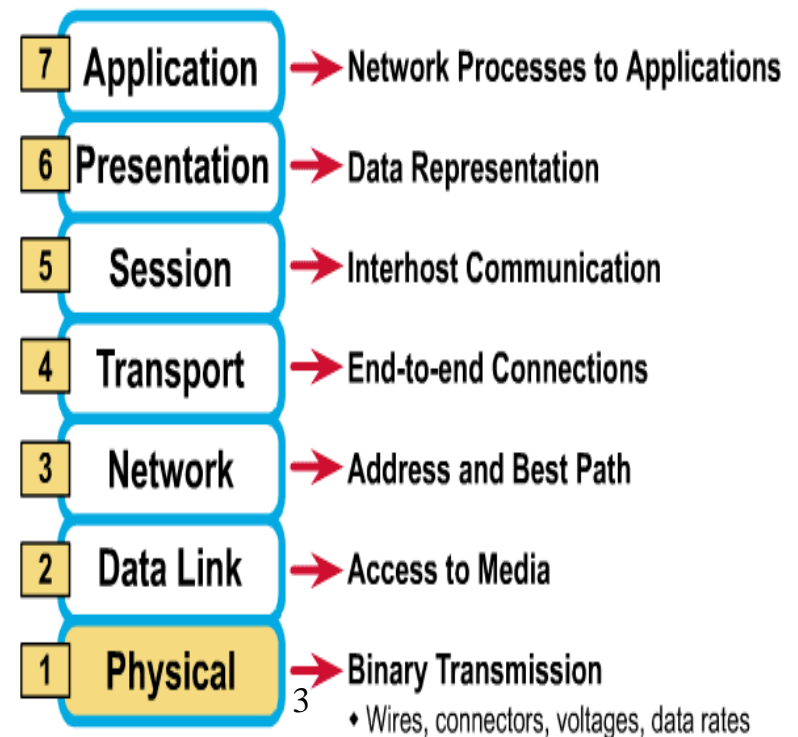 7 Application Network Processes to Applications
6 Presentation Data Representation
5 Session Interhost Communication
4 Transport End-to-end Connections
3 Network Address and Best Path
2 Data Link Access to Media
1 Physical Binary Transmission
3
♦ Wires, connectors, voltages, data rates